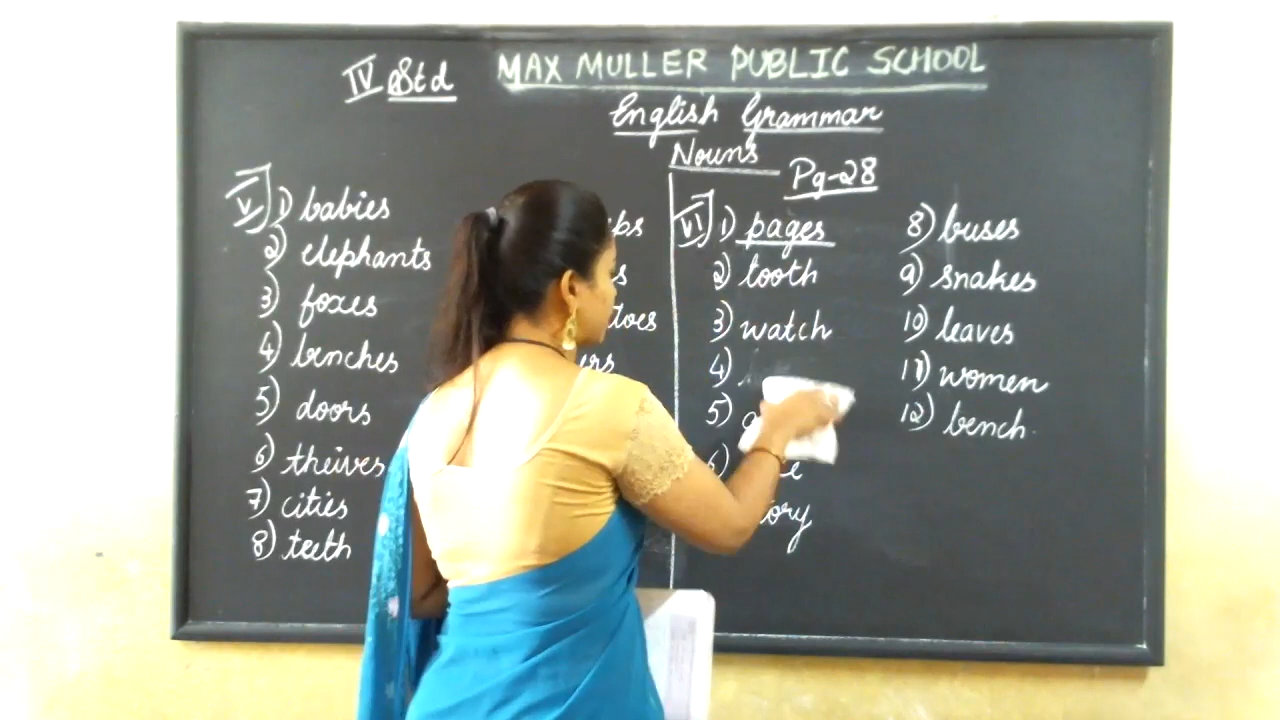 IV Std MAX MULLER PUBLIC SCHOOL
English Grammar
Nouns
Pg-28
V] 1) babies
2) elephants
3) foxes
4) benches
5) doors
6) theives
7) cities
8) teeth
VI] 1) pages
2) tooth
3) watch
4)
5)
7) cities
8) buses
9) snakes
10) leaves
11) women
12) bench.